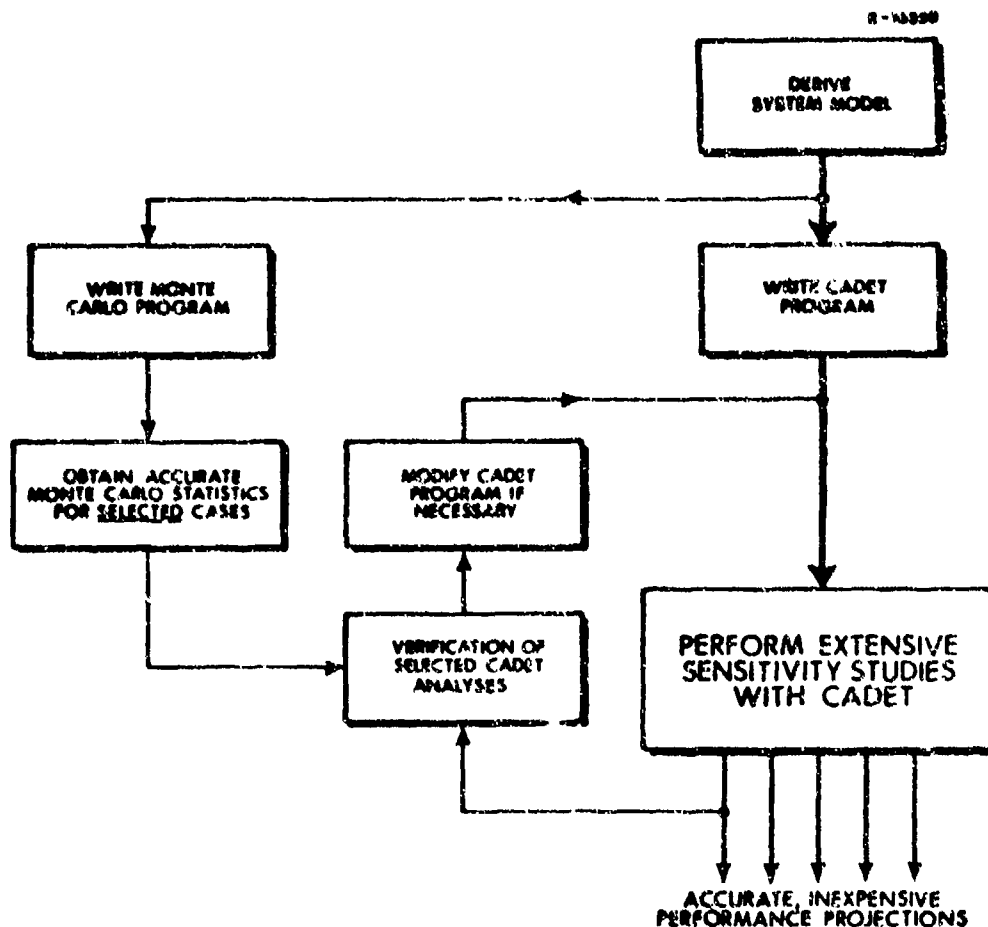 DERIVE
SYSTEM MODEL
WRITE MONTE
CARLO PROGRAM
WRITE CADET
PROGRAM
OBTAIN ACCURATE
MONTE CARLO STATISTICS
FOR SELECTED CASES
MODIFY CADET
PROGRAM IF
NECESSARY
VERIFICATION OF
SELECTED CADET
ANALYSES
PERFORM EXTENSIVE
SENSITIVITY STUDIES
WITH CADET
ACCURATE, INEXPENSIVE
PERFORMANCE PROJECTIONS